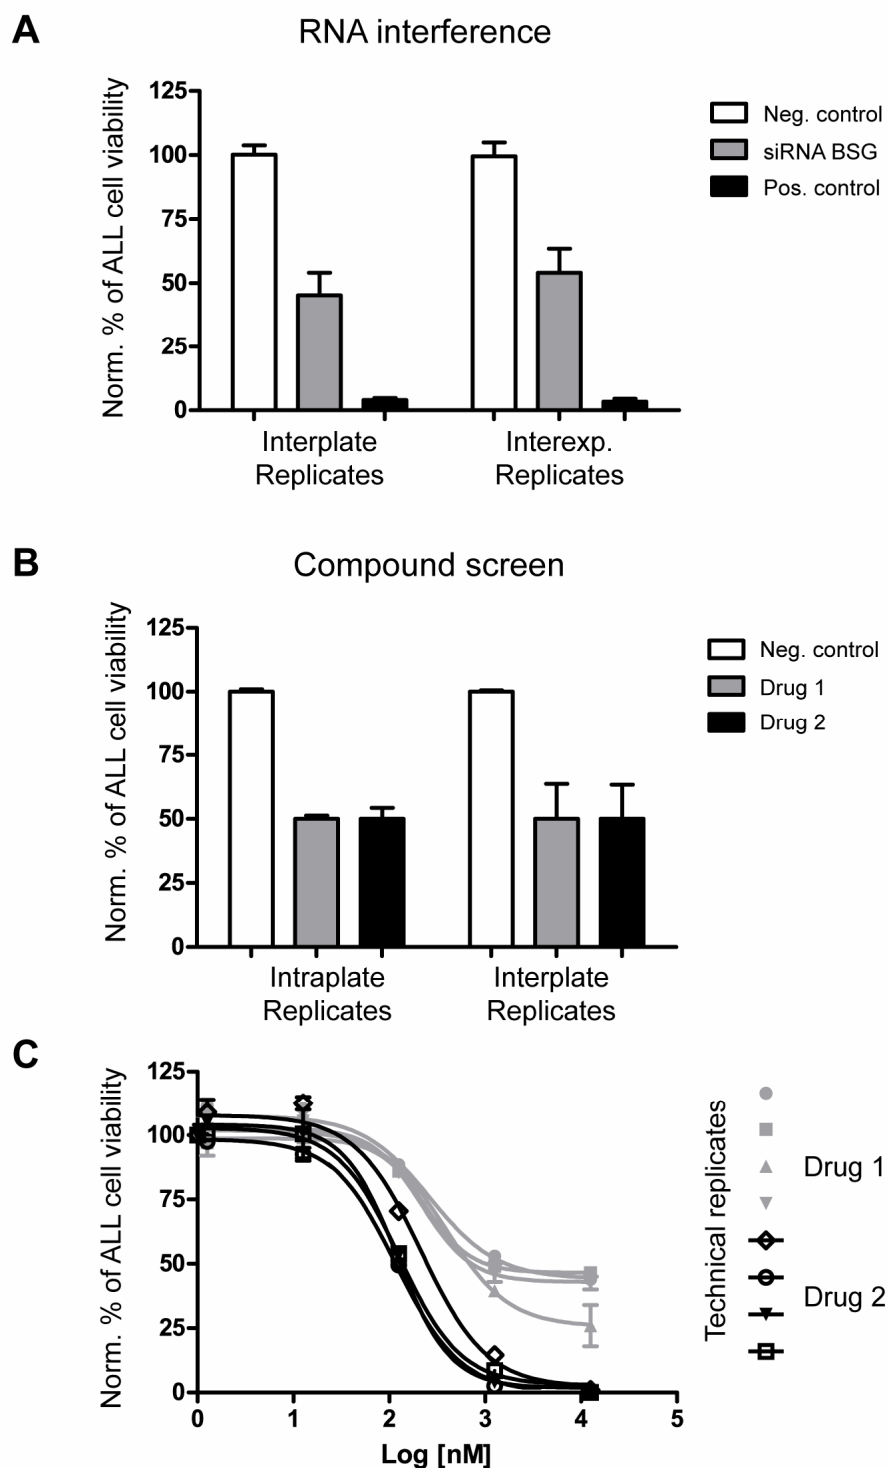 A
RNA interference
Norm. % of ALL cell viability
125
100
75
50
25
0
Interplate
Replicates
Interexp.
Replicates
Neg. control
siRNA BSG
Pos. control
B
Compound screen
Norm. % of ALL cell viability
125
100
75
50
25
0
Intraplate
Replicates
Interplate
Replicates
Neg. control
Drug 1
Drug 2
C
Norm. % of ALL cell viability
125
100
75
50
25
0
0 1 2 3 4 5
Log [nM]
Technical replicates
Drug 1
Drug 2